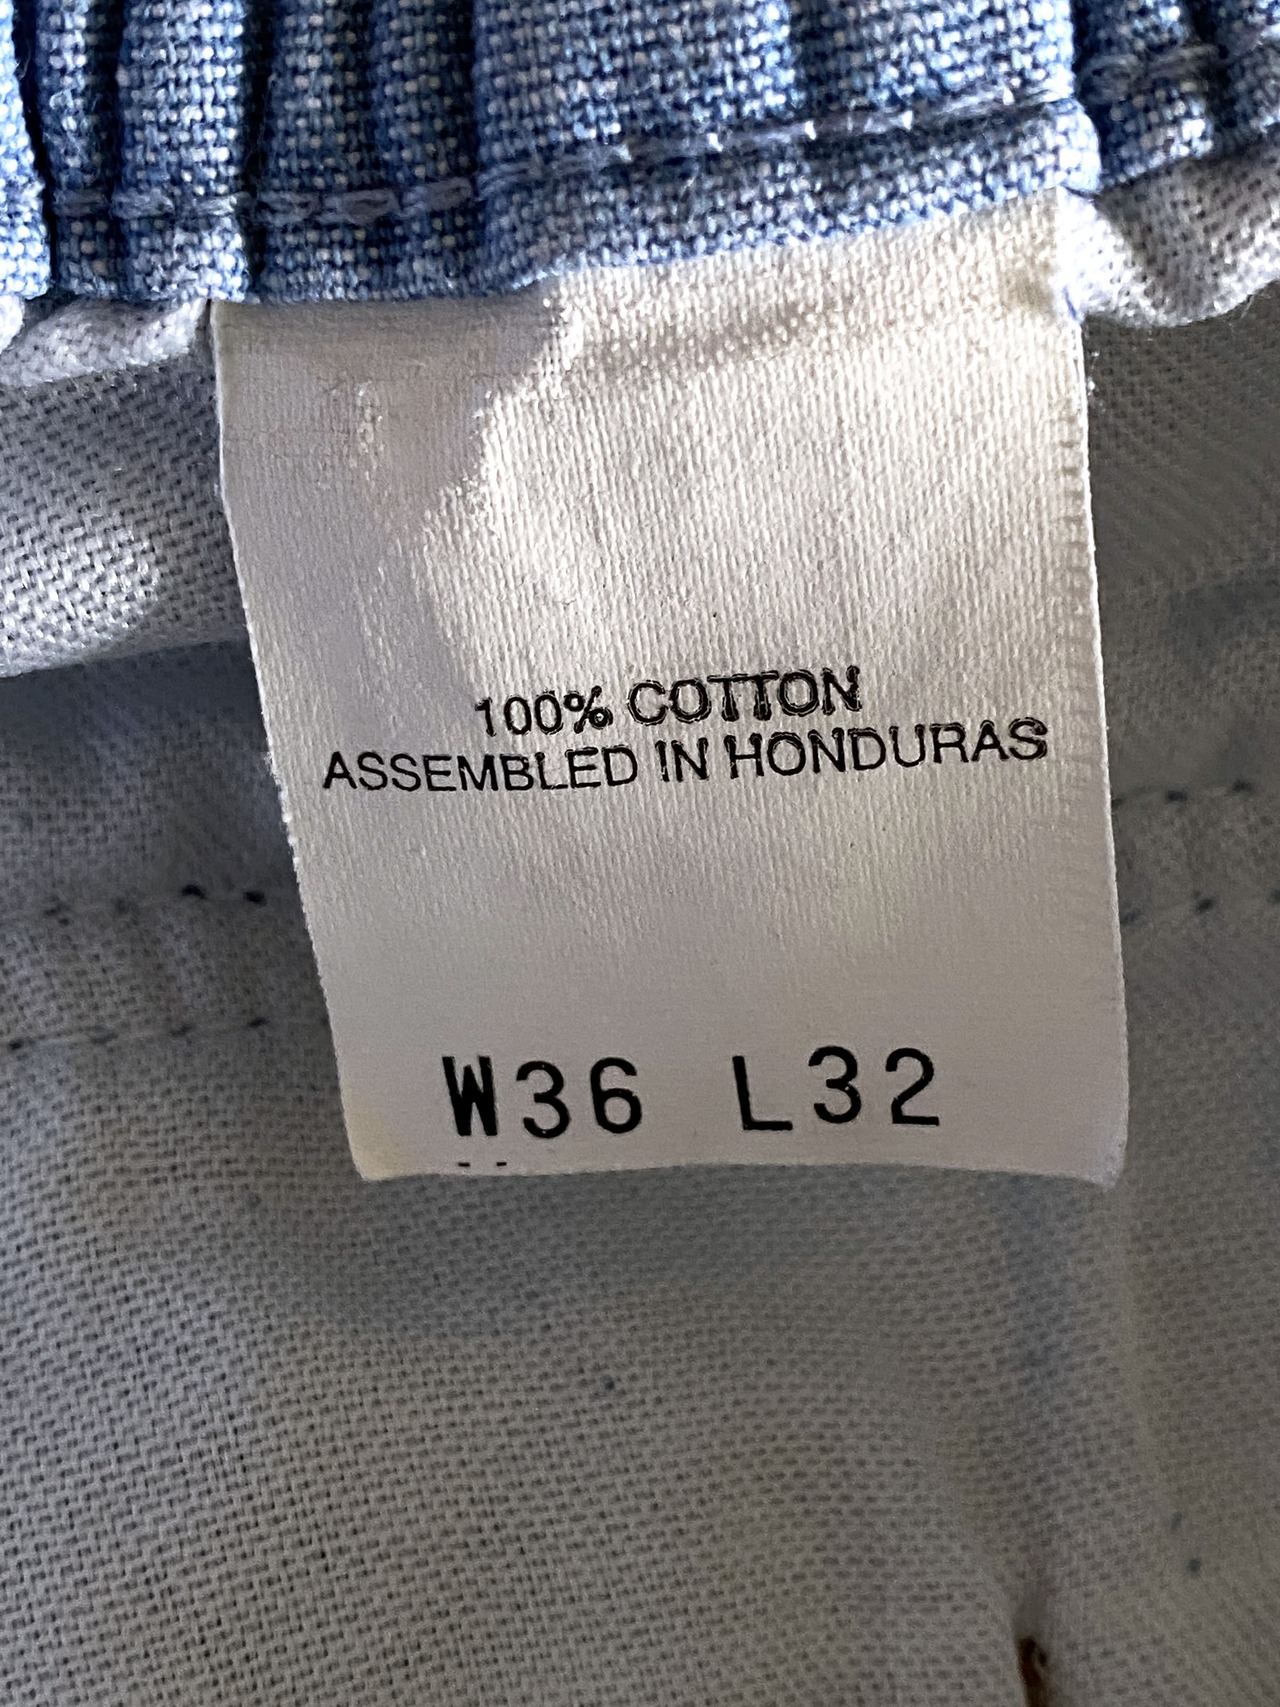 100% COTTON
ASSEMBLED IN HONDURAS
W36 L32